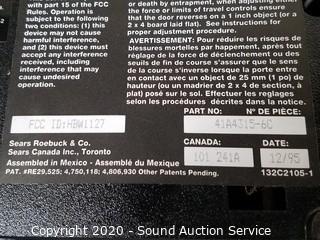 with part 15 of the FCC
Rules. Operation is
subject to the following
two conditions: (1) this
device may not cause
harmful interference,
and (2) this device must
accept any interference
received, including
interference that may
cause undesired
operation.
or death by entrapment, when adjusting either
the force or limits of travel controls ensure
that the door reverses on a 1 inch object (or a
2 x 4 board laid flat). See instructions for
proper adjustment procedure.
AVERTISSEMENT: Pour réduire les risques de
blessures mortelles par happement, après tout
réglage de la force de déclenchement ou des
seuils de fin de course s'assurer que le sens
de la course s'inverse lorsque la porte entre
en contact avec un objet de 25 mm (1 po) de
hauteur (ou un madrier de 2 x 4 de section, à
plat) posé sur le sol. Effectuer les réglages
selon les procédures décrites dans la notice.
PART NO: N° DE PIÈCE:
FCC ID:HBW1127
41A4315-6C
Sears Roebuck & Co.
Sears Canada Inc., Toronto
CANADA: DATE:
101 241A
12/95
Assembled in Mexico - Assemblé du Mexique
PAT. #RE29,525; 4,750,118; 4,806,930 Other Patents Pending.
132C2105-1
Copyright 2020 - Sound Auction Service